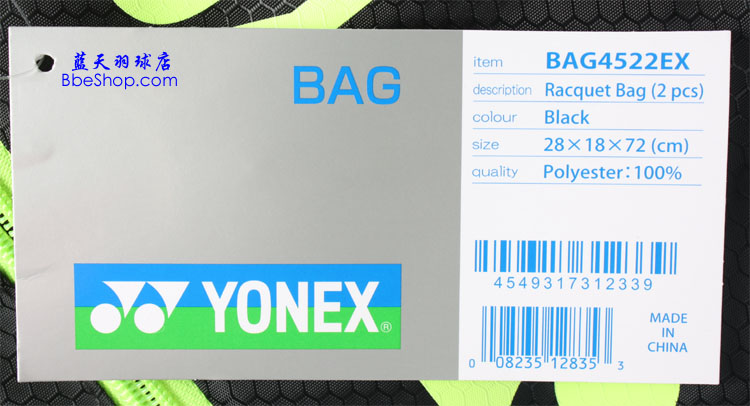 蓝天羽球店
BbeShop.com
BAG
YONEX®
item BAG4522EX
description Racquet Bag (2 pcs)
colour Black
size 28×18×72 (cm)
quality Polyester:100%
4549317312339
0 08235 12835 3
MADE
IN
CHINA